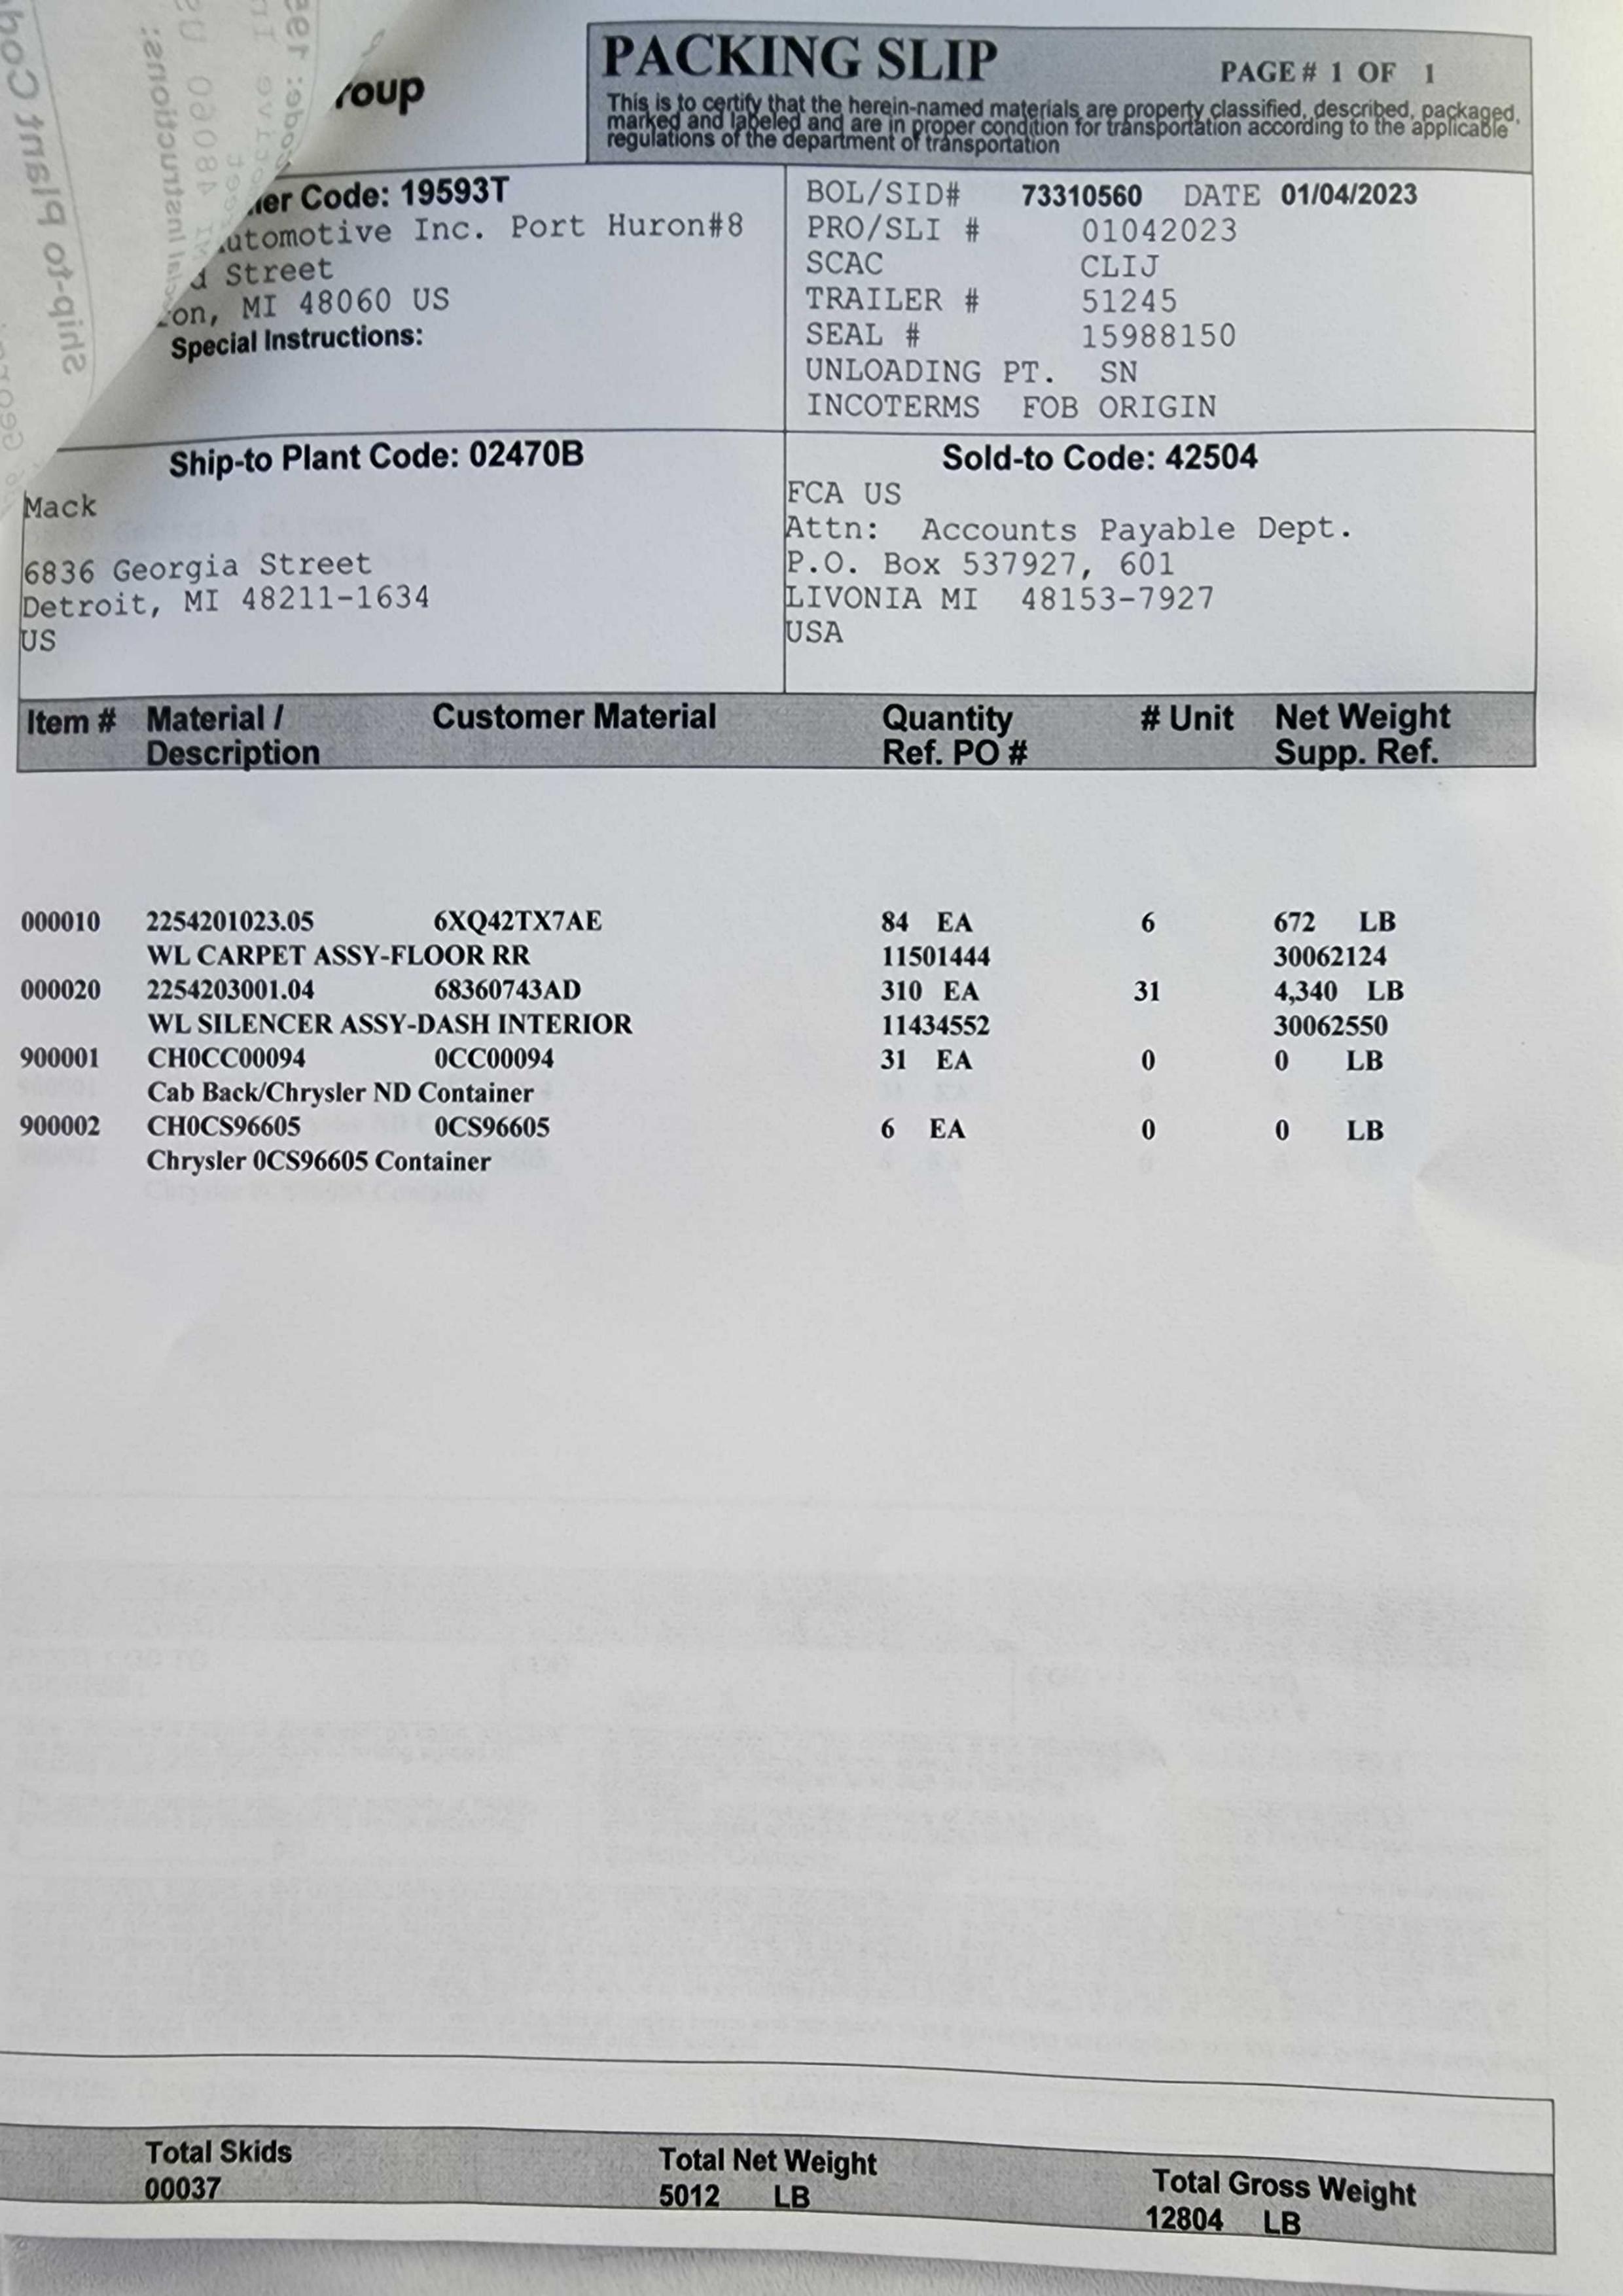 roup
PACKING SLIP
PAGE # 1 OF 1
This is to certify that the herein-named materials are property classified, described, packaged,
marked and labeled and are in proper condition for transportation according to the applicable
regulations of the department of transportation
er Code: 19593T
utomotive Inc. Port Huron#8
Street
on, MI 48060 US
Special Instructions:
BOL/SID# 73310560 DATE 01/04/2023
PRO/SLI # 01042023
SCAC CLIJ
TRAILER # 51245
SEAL # 15988150
UNLOADING PT. SN
INCOTERMS FOB ORIGIN
Ship-to Plant Code: 02470B
Mack
6836 Georgia Street
Detroit, MI 48211-1634
US
Sold-to Code: 42504
FCA US
Attn: Accounts Payable Dept.
P.O. Box 537927, 601
LIVONIA MI 48153-7927
USA
Item # Material / Customer Material Quantity # Unit Net Weight
Description Ref. PO # Supp. Ref.
000010 2254201023.05 6XQ42TX7AE 84 EA 6 672 LB
WL CARPET ASSY-FLOOR RR 11501444 30062124
000020 2254203001.04 68360743AD 310 EA 31 4,340 LB
WL SILENCER ASSY-DASH INTERIOR 11434552 30062550
900001 CH0CC00094 0CC00094 31 EA 0 0 LB
Cab Back/Chrysler ND Container
900002 CH0CS96605 0CS96605 6 EA 0 0 LB
Chrysler 0CS96605 Container
Total Skids Total Net Weight Total Gross Weight
00037 5012 LB 12804 LB